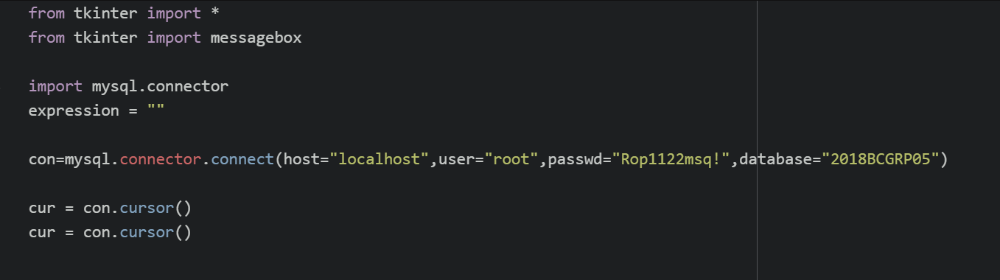 from tkinter import *
from tkinter import messagebox
import mysql.connector
expression = ""
con=mysql.connector.connect(host="localhost",user="root",passwd="Rop1122msq!",database="2018BCGRP05")
cur = con.cursor()
cur = con.cursor()